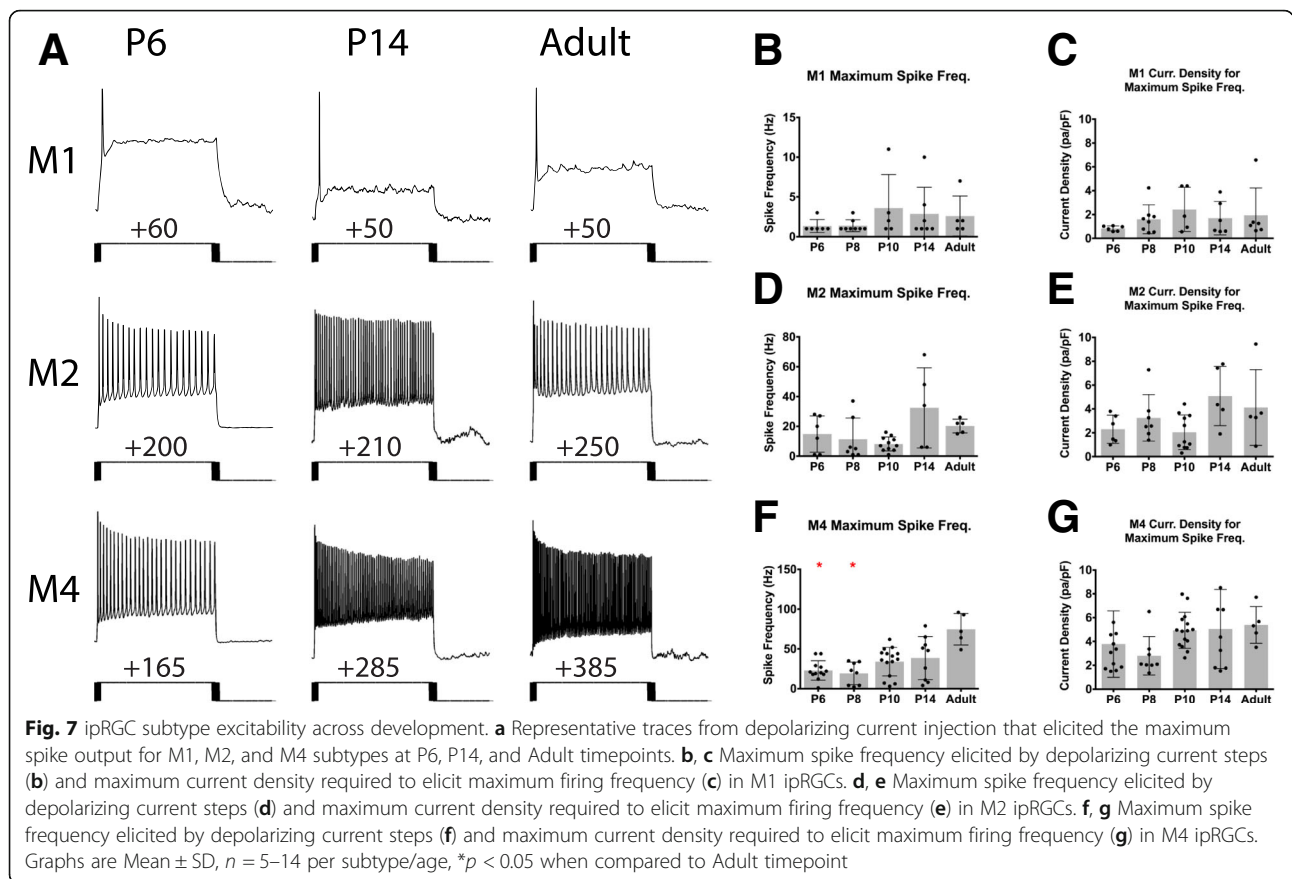 A
P6
P14
Adult
M1
+60
+50
+50
M2
+200
+210
+250
M4
+165
+285
+385
B
M1 Maximum Spike Freq.
Spike Frequency (Hz)
15
10
5
0
P6 P8 P10 P14 Adult
C
M1 Curr. Density for
Maximum Spike Freq.
Current Density (pa/pF)
10
8
6
4
2
0
P6 P8 P10 P14 Adult
D
M2 Maximum Spike Freq.
Spike Frequency (Hz)
80
60
40
20
0
P6 P8 P10 P14 Adult
E
M2 Curr. Density for
Maximum Spike Freq.
Current Density (pa/pF)
10
8
6
4
2
0
P6 P8 P10 P14 Adult
F
M4 Maximum Spike Freq.
Spike Frequency (Hz)
150
100
50
0
* *
P6 P8 P10 P14 Adult
G
M4 Curr. Density for
Maximum Spike Freq.
Current Density (pa/pF)
10
8
6
4
2
0
P6 P8 P10 P14 Adult
Fig. 7 ipRGC subtype excitability across development. a Representative traces from depolarizing current injection that elicited the maximum
spike output for M1, M2, and M4 subtypes at P6, P14, and Adult timepoints. b, c Maximum spike frequency elicited by depolarizing current steps
(b) and maximum current density required to elicit maximum firing frequency (c) in M1 ipRGCs. d, e Maximum spike frequency elicited by
depolarizing current steps (d) and maximum current density required to elicit maximum firing frequency (e) in M2 ipRGCs. f, g Maximum spike
frequency elicited by depolarizing current steps (f) and maximum current density required to elicit maximum firing frequency (g) in M4 ipRGCs.
Graphs are Mean ± SD, n = 5–14 per subtype/age, *p < 0.05 when compared to Adult timepoint